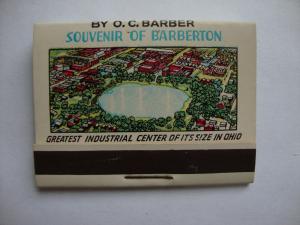 BY O. C. BARBER
SOUVENIR OF BARBERTON
GREATEST INDUSTRIAL CENTER OF ITS SIZE IN OHIO